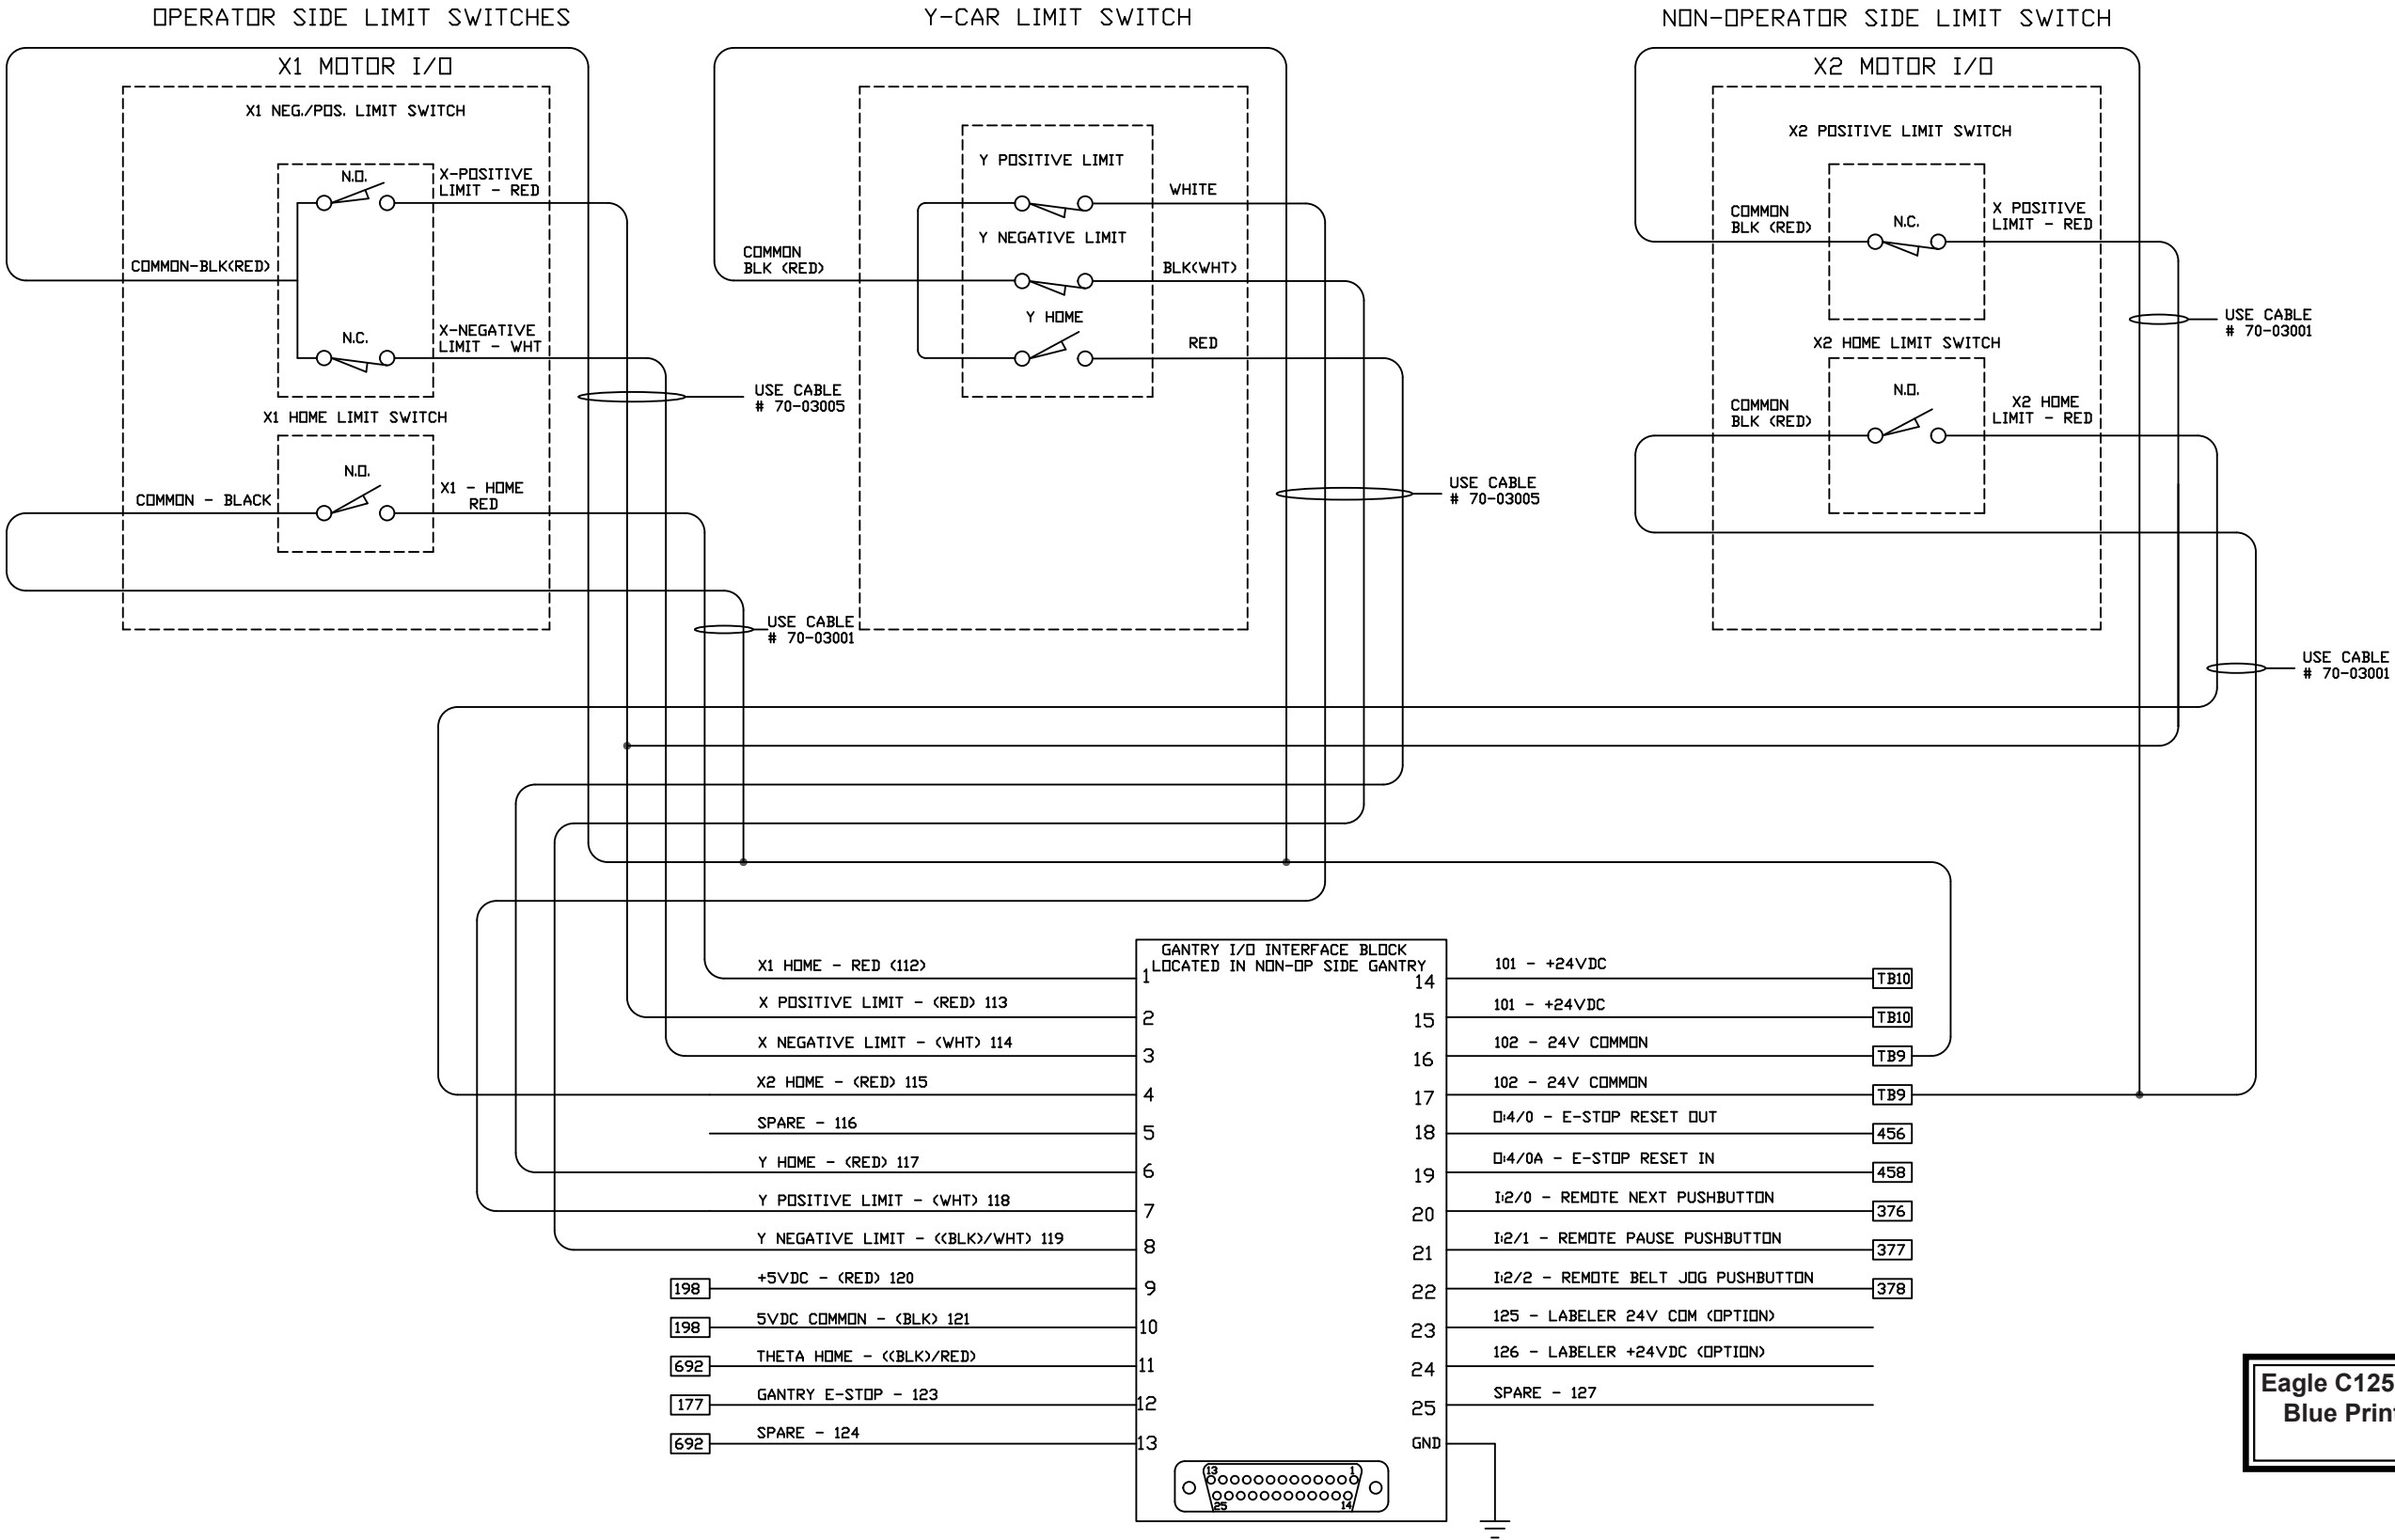 OPERATOR SIDE LIMIT SWITCHES
X1 MOTOR I/O
X1 NEG./POS. LIMIT SWITCH
N.O.
X-POSITIVE
LIMIT - RED
COMMON-BLK(RED)
N.C.
X-NEGATIVE
LIMIT - WHT
USE CABLE
# 70-03005
X1 HOME LIMIT SWITCH
N.O.
COMMON - BLACK
X1 - HOME
RED
USE CABLE
# 70-03001
Y-CAR LIMIT SWITCH
Y POSITIVE LIMIT
WHITE
Y NEGATIVE LIMIT
COMMON
BLK (RED)
BLK(WHT)
Y HOME
RED
USE CABLE
# 70-03005
NON-OPERATOR SIDE LIMIT SWITCH
X2 MOTOR I/O
X2 POSITIVE LIMIT SWITCH
COMMON
BLK (RED)
N.C.
X POSITIVE
LIMIT - RED
USE CABLE
# 70-03001
X2 HOME LIMIT SWITCH
N.O.
COMMON
BLK (RED)
X2 HOME
LIMIT - RED
USE CABLE
# 70-03001
GANTRY I/O INTERFACE BLOCK
LOCATED IN NON-OP SIDE GANTRY
X1 HOME - RED (112) 1
X POSITIVE LIMIT - (RED) 113 2
X NEGATIVE LIMIT - (WHT) 114 3
X2 HOME - (RED) 115 4
SPARE - 116 5
Y HOME - (RED) 117 6
Y POSITIVE LIMIT - (WHT) 118 7
Y NEGATIVE LIMIT - ((BLK)/WHT) 119 8
198 +5VDC - (RED) 120 9
198 5VDC COMMON - (BLK) 121 10
692 THETA HOME - ((BLK)/RED) 11
177 GANTRY E-STOP - 123 12
692 SPARE - 124 13
14 101 - +24VDC TB10
15 101 - +24VDC TB10
16 102 - 24V COMMON TB9
17 102 - 24V COMMON TB9
18 O:4/0 - E-STOP RESET OUT 456
19 O:4/0A - E-STOP RESET IN 458
20 I:2/0 - REMOTE NEXT PUSHBUTTON 376
21 I:2/1 - REMOTE PAUSE PUSHBUTTON 377
22 I:2/2 - REMOTE BELT JOG PUSHBUTTON 378
23 125 - LABELER 24V COM (OPTION)
24 126 - LABELER +24VDC (OPTION)
25 SPARE - 127
GND
13 1
25 14
Eagle C125
Blue Print